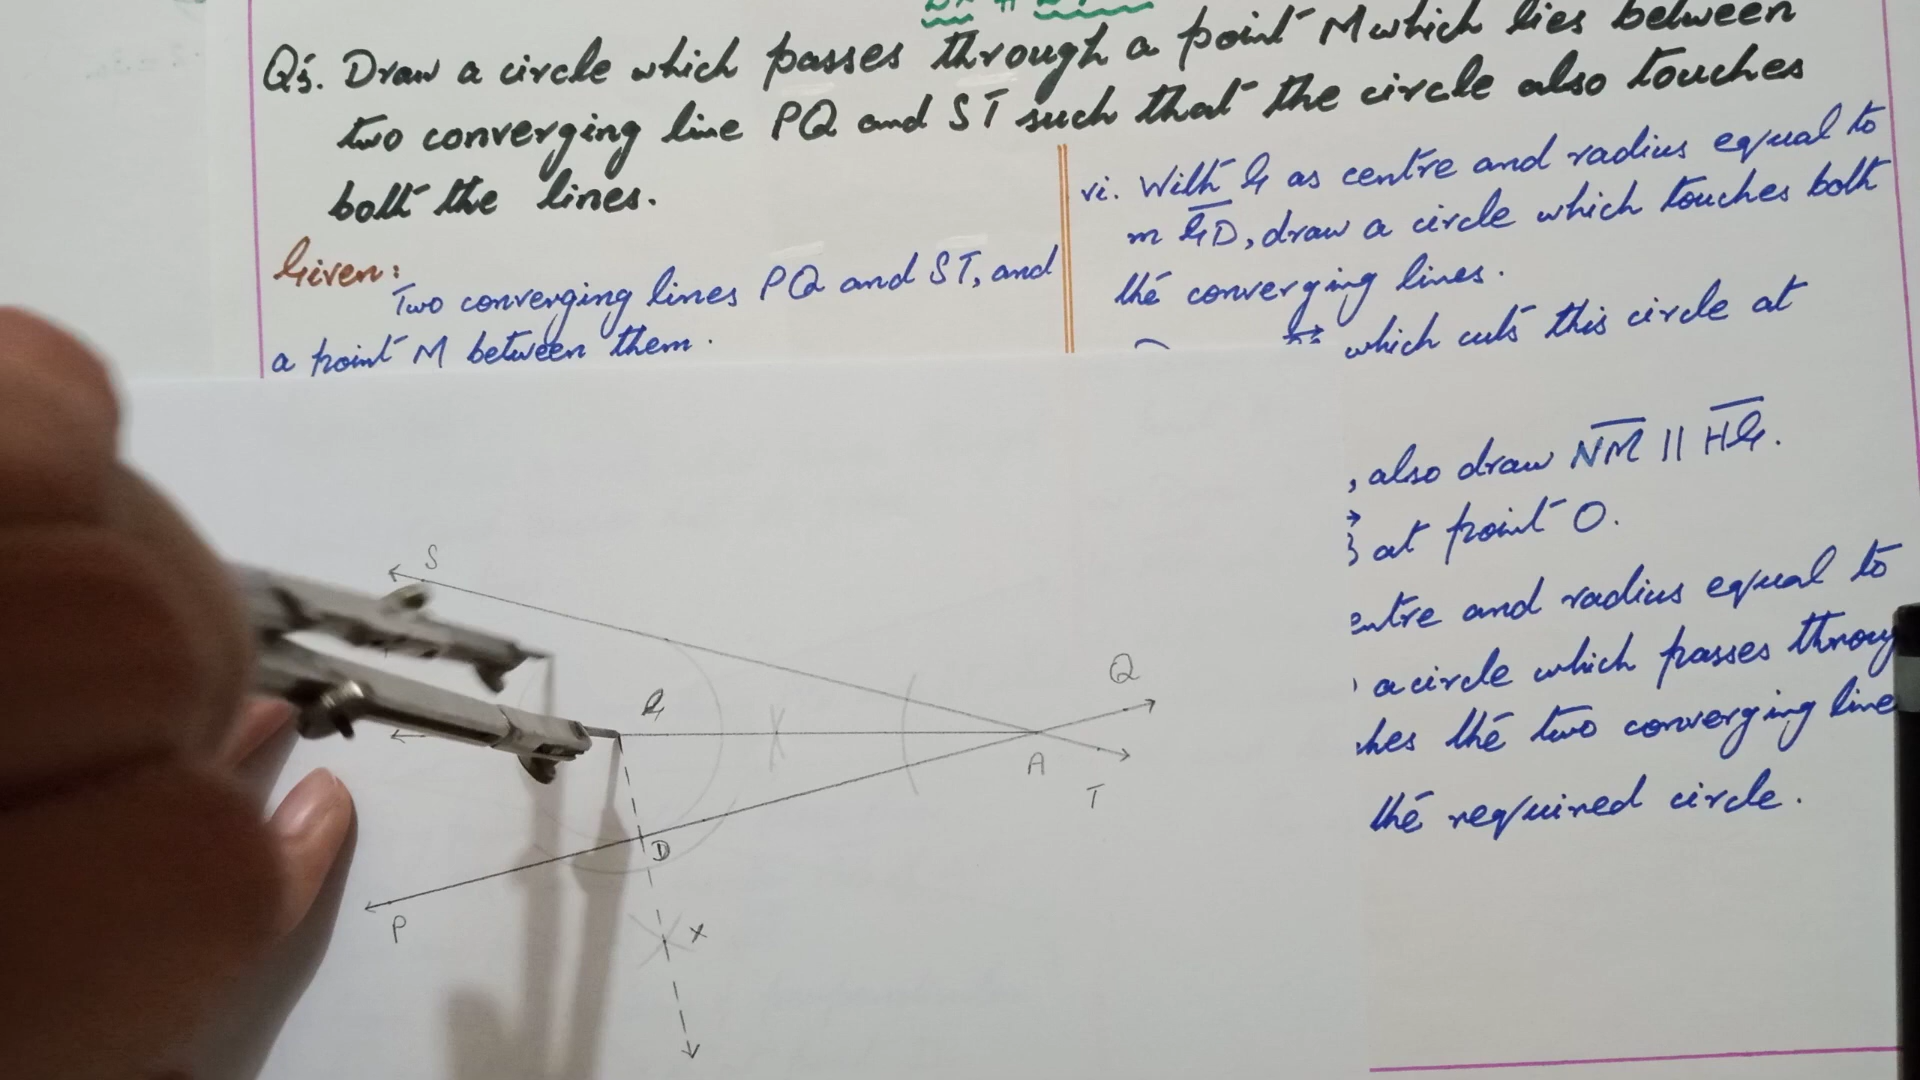 Q3. Draw a circle which passes through a point M which lies between
two converging line PQ and ST such that the circle also touches
both the lines.
Given:
Two converging lines PQ and ST, and
a point M between them.
vi. With G as centre and radius equal to
m GD, draw a circle which touches both
the converging lines.
which cuts this circle at
, also draw NM || HG.
at point O.
and radius equal to
a circle which passes
the two converging line
the required circle.
S
G
Q
A
T
D
P
X